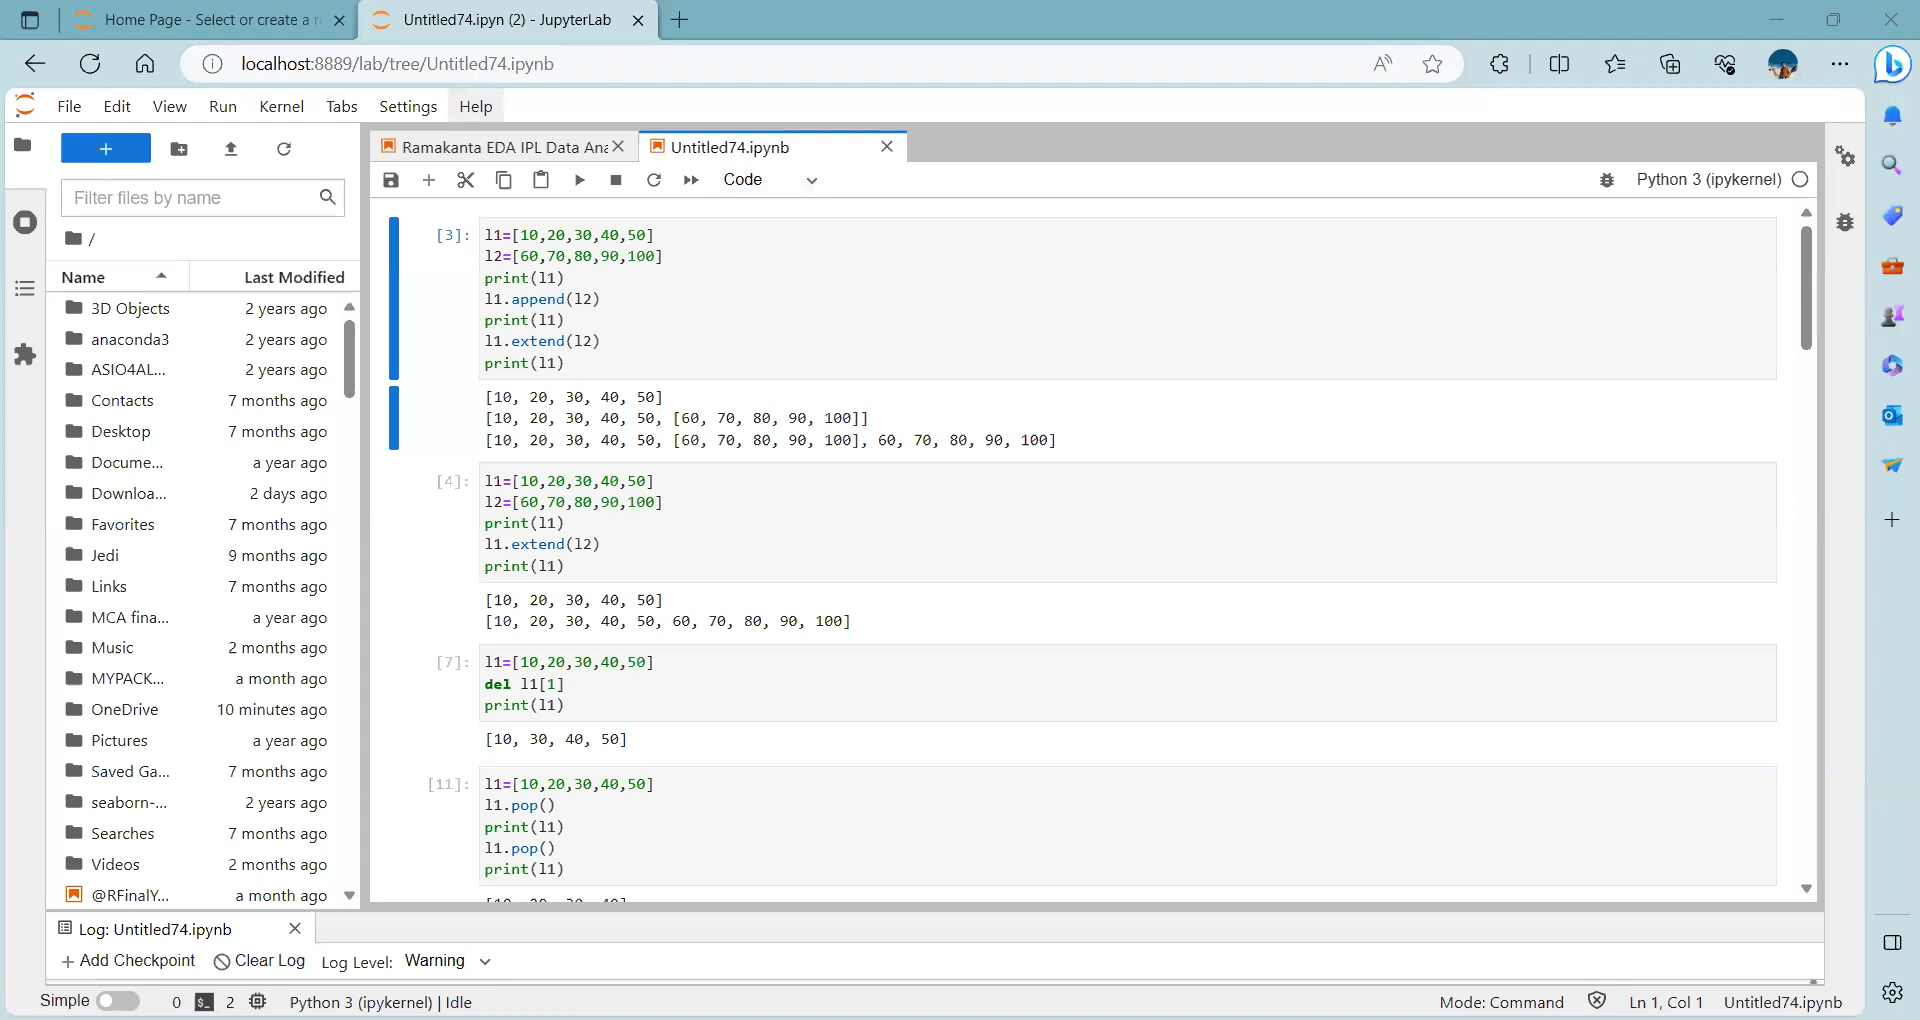 Home Page - Select or create a n
Untitled74.ipyn (2) - JupyterLab
localhost:8889/lab/tree/Untitled74.ipynb
File Edit View Run Kernel Tabs Settings Help
Ramakanta EDA IPL Data Ana
Untitled74.ipynb
Filter files by name
Code
Python 3 (ipykernel)
/
Name Last Modified
3D Objects 2 years ago
anaconda3 2 years ago
ASIO4AL... 2 years ago
Contacts 7 months ago
Desktop 7 months ago
Docume... a year ago
Downloa... 2 days ago
Favorites 7 months ago
Jedi 9 months ago
Links 7 months ago
MCA fina... a year ago
Music 2 months ago
MYPACK... a month ago
OneDrive 10 minutes ago
Pictures a year ago
Saved Ga... 7 months ago
seaborn-... 2 years ago
Searches 7 months ago
Videos 2 months ago
@RFinalY... a month ago
[3]: l1=[10,20,30,40,50]
l2=[60,70,80,90,100]
print(l1)
l1.append(l2)
print(l1)
l1.extend(l2)
print(l1)
[10, 20, 30, 40, 50]
[10, 20, 30, 40, 50, [60, 70, 80, 90, 100]]
[10, 20, 30, 40, 50, [60, 70, 80, 90, 100], 60, 70, 80, 90, 100]
[4]: l1=[10,20,30,40,50]
l2=[60,70,80,90,100]
print(l1)
l1.extend(l2)
print(l1)
[10, 20, 30, 40, 50]
[10, 20, 30, 40, 50, 60, 70, 80, 90, 100]
[7]: l1=[10,20,30,40,50]
del l1[1]
print(l1)
[10, 30, 40, 50]
[11]: l1=[10,20,30,40,50]
l1.pop()
print(l1)
l1.pop()
print(l1)
[10, 20, 30, 40]
Log: Untitled74.ipynb
Add Checkpoint Clear Log Log Level: Warning
Simple 0 2 Python 3 (ipykernel) | Idle
Mode: Command Ln 1, Col 1 Untitled74.ipynb